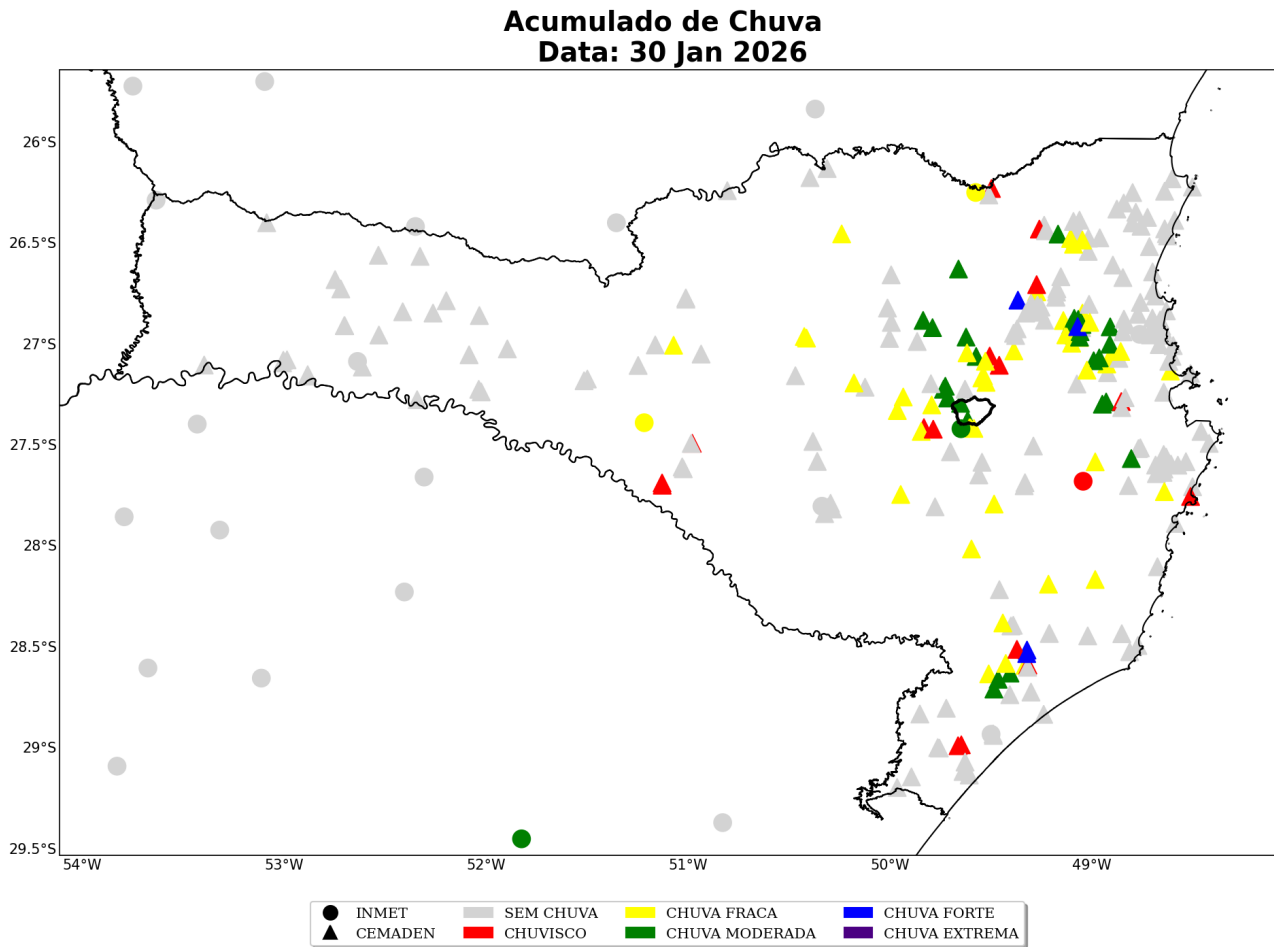 Acumulado de Chuva
Data: 30 Jan 2026
26°S
26.5°S
27°S
27.5°S
28°S
28.5°S
29°S
29.5°S
54°W 53°W 52°W 51°W 50°W 49°W
INMET SEM CHUVA CHUVA FRACA CHUVA FORTE
CEMADEN CHUVISCO CHUVA MODERADA CHUVA EXTREMA